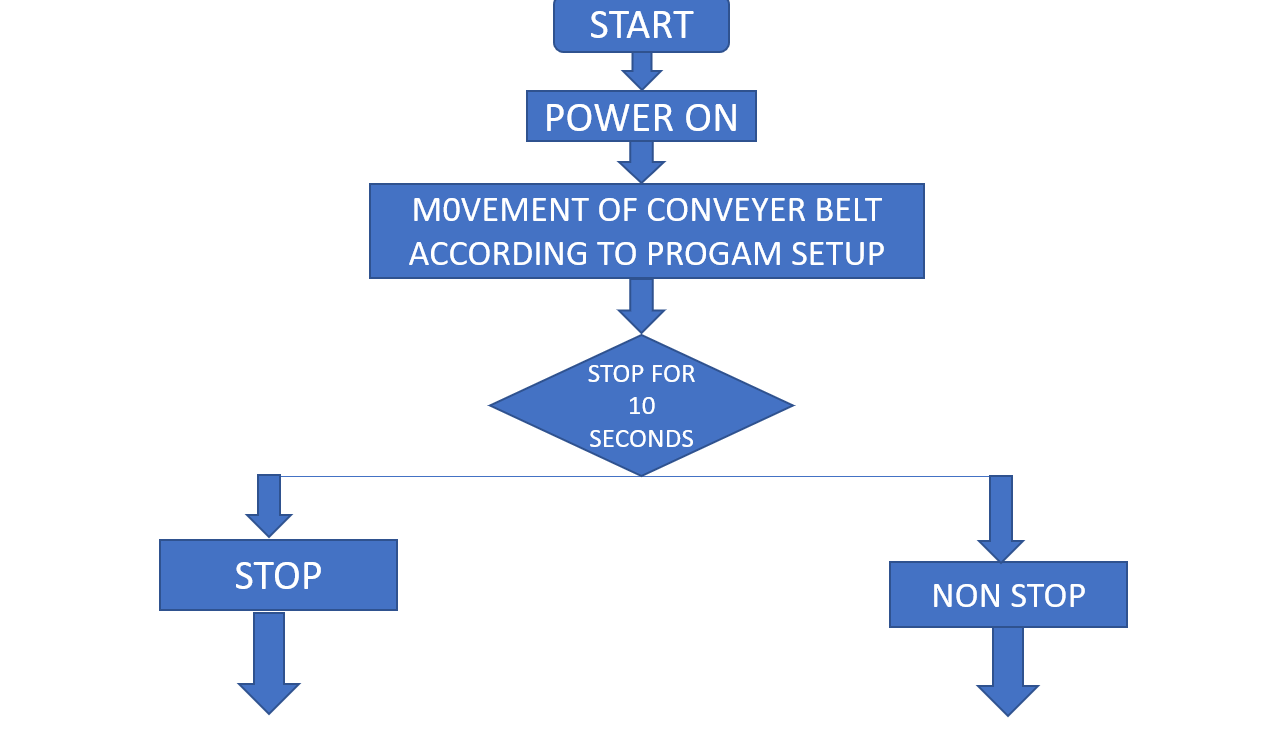 START
POWER ON
M0VEMENT OF CONVEYER BELT
ACCORDING TO PROGAM SETUP
STOP FOR
10
SECONDS
STOP
NON STOP